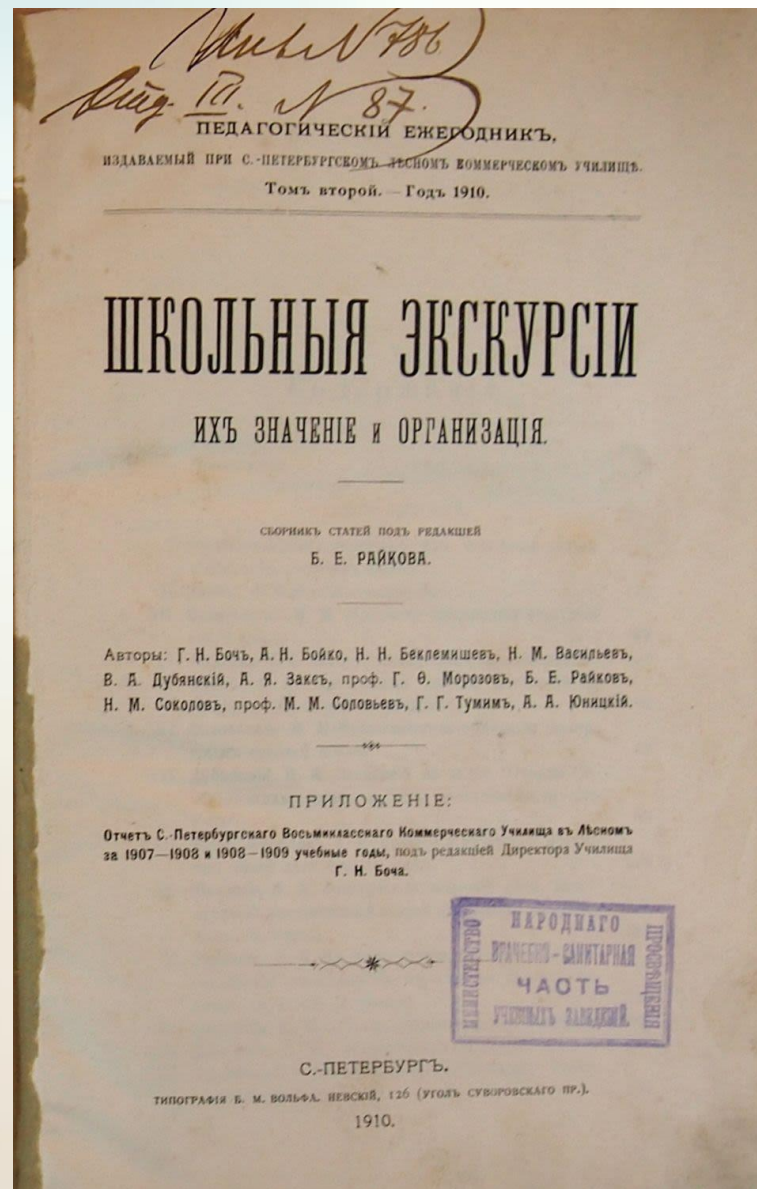 Инв N 786
Отд. III. N 87.
ПЕДАГОГИЧЕСКІЙ ЕЖЕГОДНИКЪ,
ИЗДАВАЕМЫЙ ПРИ С.-ПЕТЕРБУРГСКОМЪ ЛѢСНОМЪ КОММЕРЧЕСКОМЪ УЧИЛИЩѢ.
Томъ второй. — Годъ 1910.
ШКОЛЬНЫЯ ЭКСКУРСІИ
ИХЪ ЗНАЧЕНІЕ и ОРГАНИЗАЦІЯ.
СБОРНИКЪ СТАТЕЙ ПОДЪ РЕДАКЦІЕЙ
Б. Е. РАЙКОВА.
Авторы: Г. Н. Бочъ, А. Н. Бойко, Н. Н. Беклемишевъ, Н. М. Васильевъ,
В. А. Дубянскій, А. Я. Заксъ, проф. Г. Ѳ. Морозовъ, Б. Е. Райковъ,
Н. М. Соколовъ, проф. М. М. Соловьевъ, Г. Г. Тумимъ, А. А. Юницкій.
ПРИЛОЖЕНІЕ:
Отчетъ С.-Петербургскаго Восьмикласснаго Коммерческаго Училища въ Лѣсномъ
за 1907—1908 и 1908—1909 учебные годы, подъ редакціей Директора Училища
Г. Н. Боча.
МИНИСТЕРСТВО
НАРОДНАГО
ПРОСВѢЩЕНІЯ
ВРАЧЕБНО-САНИТАРНАЯ
ЧАСТЬ
УЧЕБНЫХЪ ЗАВЕДЕНІЙ.
С.-ПЕТЕРБУРГЪ.
ТИПОГРАФІЯ Б. М. ВОЛЬФА. НЕВСКІЙ, 126 (УГОЛЪ СУВОРОВСКАГО ПР.).
1910.